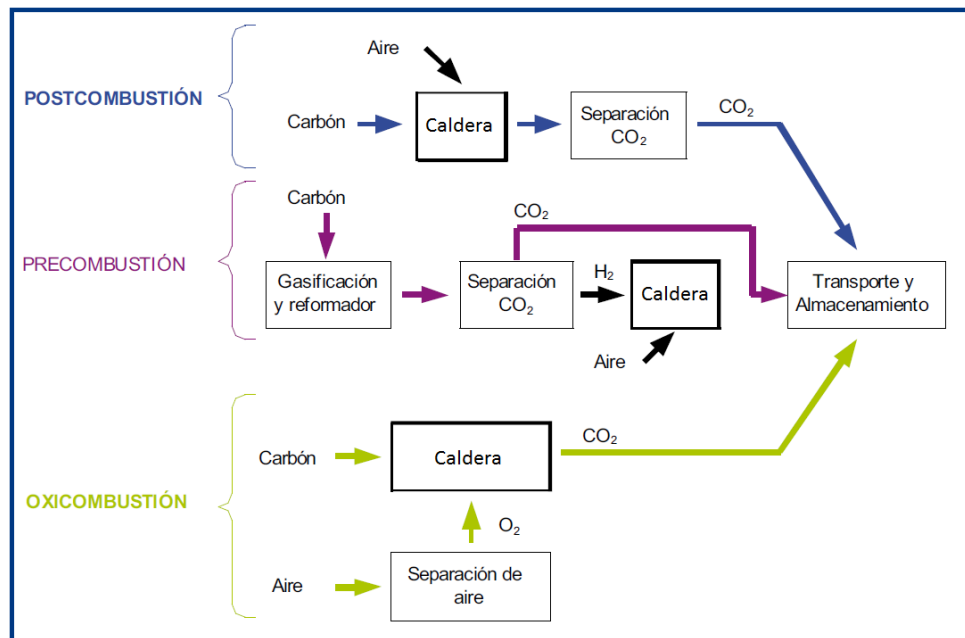 POSTCOMBUSTIÓN
Aire
Carbón
Caldera
Separación
CO₂
CO₂
PRECOMBUSTIÓN
Carbón
Gasificación
y reformador
Separación
CO₂
CO₂
H₂
Caldera
Aire
Transporte y
Almacenamiento
OXICOMBUSTIÓN
Carbón
Caldera
CO₂
O₂
Aire
Separación de
aire